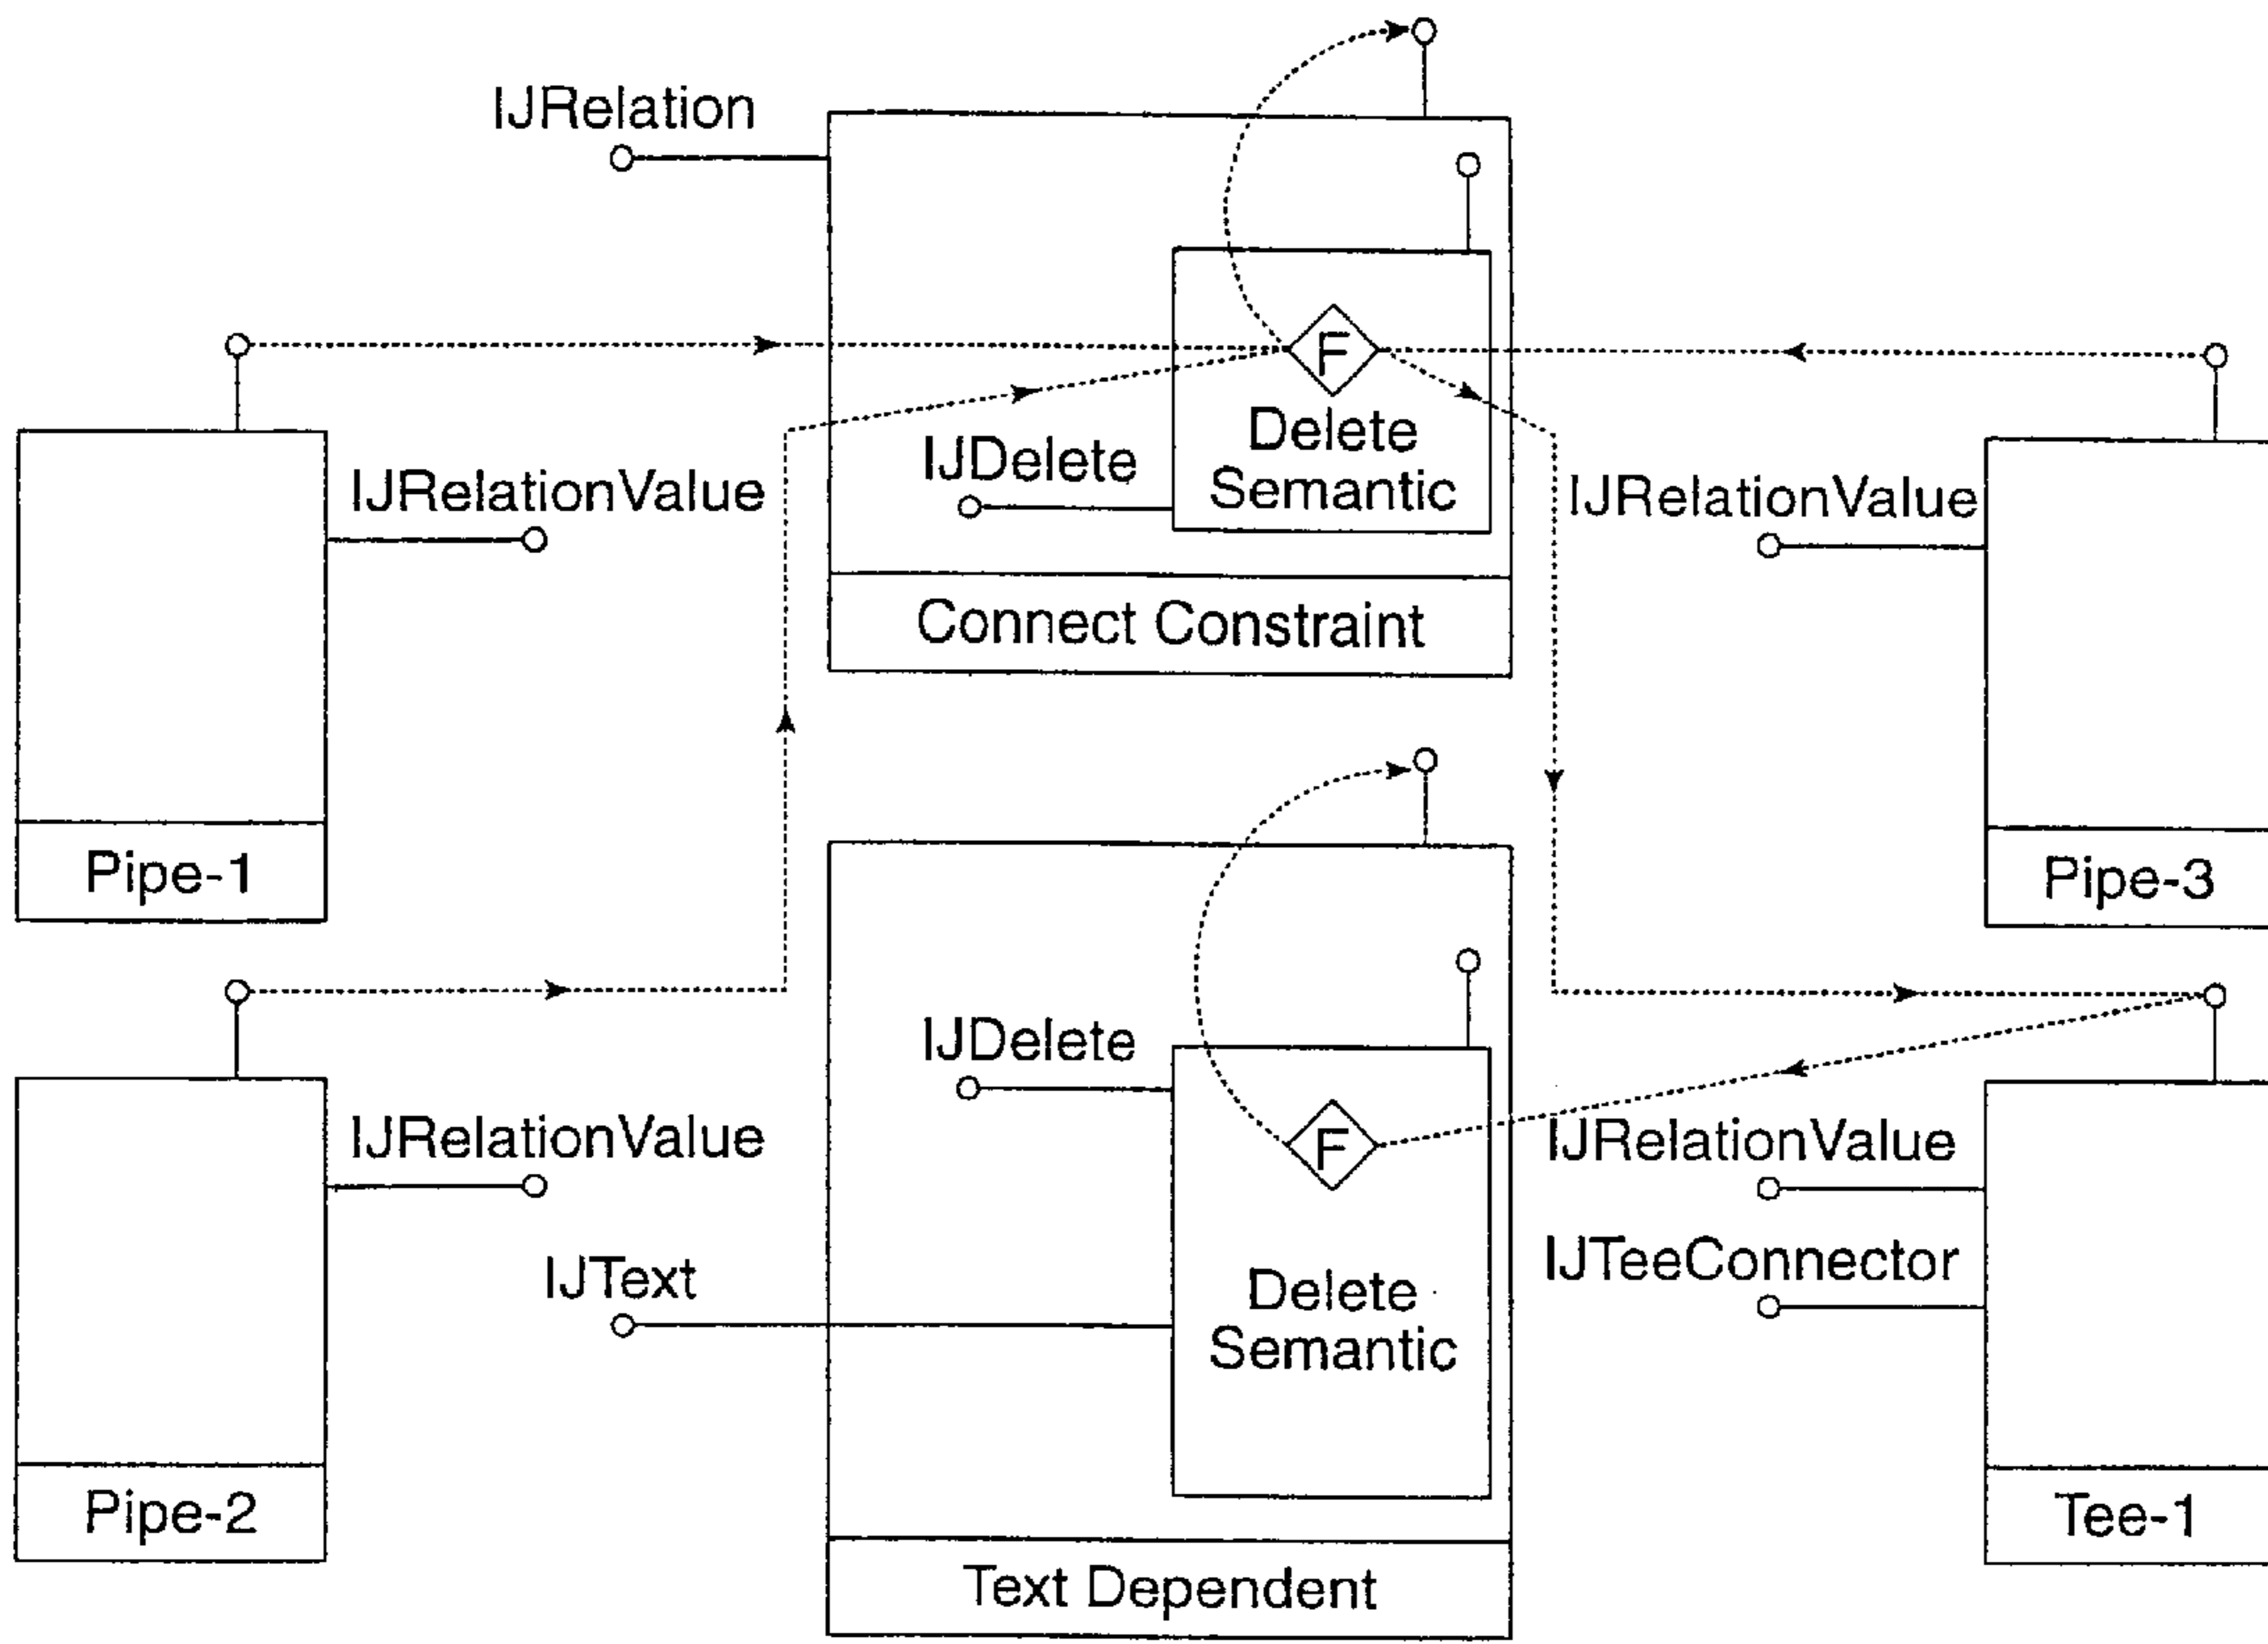 IJRelation
F
Delete
Semantic
IJDelete
IJRelationValue
IJRelationValue
Connect Constraint
Pipe-1
Pipe-3
IJDelete
F
IJRelationValue
IJRelationValue
IJText
IJTeeConnector
Delete
Semantic
Pipe-2
Tee-1
Text Dependent